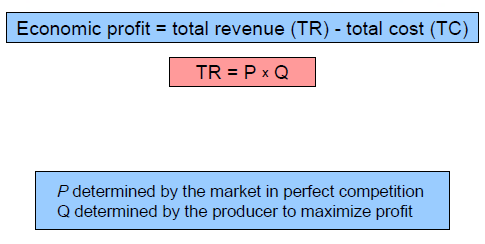 Economic profit = total revenue (TR) - total cost (TC)
TR = P x Q
P determined by the market in perfect competition
Q determined by the producer to maximize profit